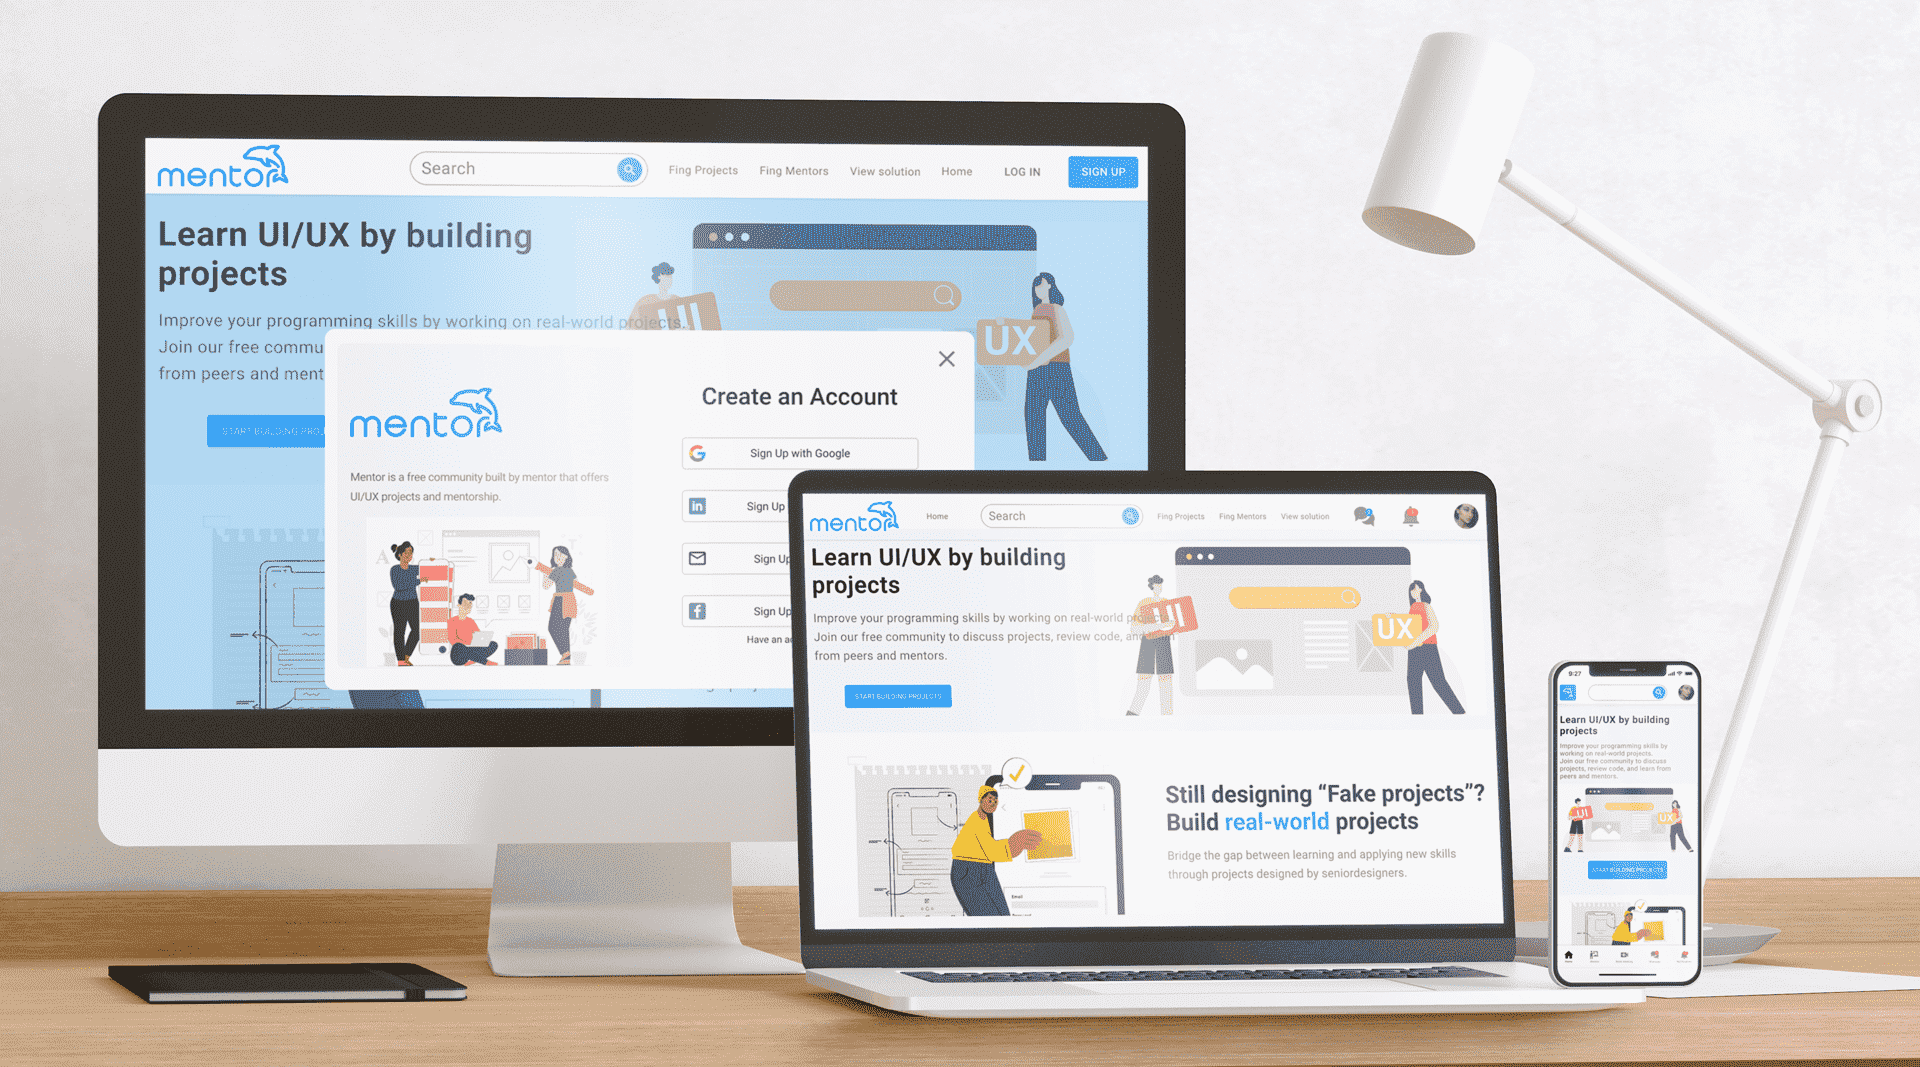 mentor
Search
Fing Projects
Fing Mentors
View solution
Home
LOG IN
SIGN UP
Learn UI/UX by building
projects
Improve your programming skills by working on real-world projects.
Join our free commu
from peers and ment
START BUILDING PROJ
UI
UX
mentor
Mentor is a free community built by mentor that offers
UI/UX projects and mentorship.
Create an Account
Sign Up with Google
in
Sign Up
Sign Up
f
Sign Up
Have an a
mentor
Home
Search
Fing Projects
Fing Mentors
View solution
Learn UI/UX by building
projects
Improve your programming skills by working on real-world projects.
Join our free community to discuss projects, review code, and
from peers and mentors.
START BUILDING PROJECTS
UI
UX
Still designing “Fake projects”?
Build real-world projects
Bridge the gap between learning and applying new skills
through projects designed by seniordesigners.
Email
9:27
Learn UI/UX by building
projects
Improve your programming skills by
working on real-world projects.
Join our free community to discuss
projects, review code, and learn from
peers and mentors.
UI
UX
START BUILDING PROJECTS